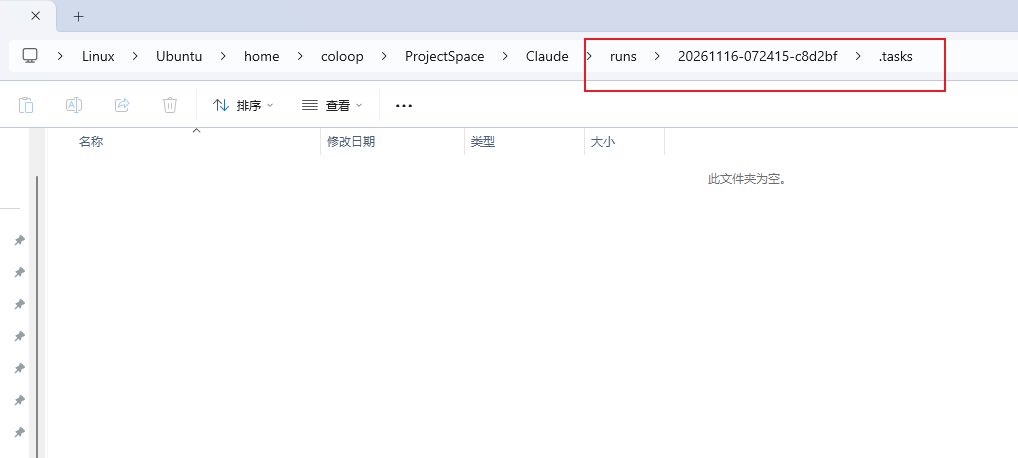 Linux Ubuntu home coloop ProjectSpace Claude runs 20261116-072415-c8d2bf .tasks
排序 查看
名称 修改日期 类型 大小
此文件夹为空。